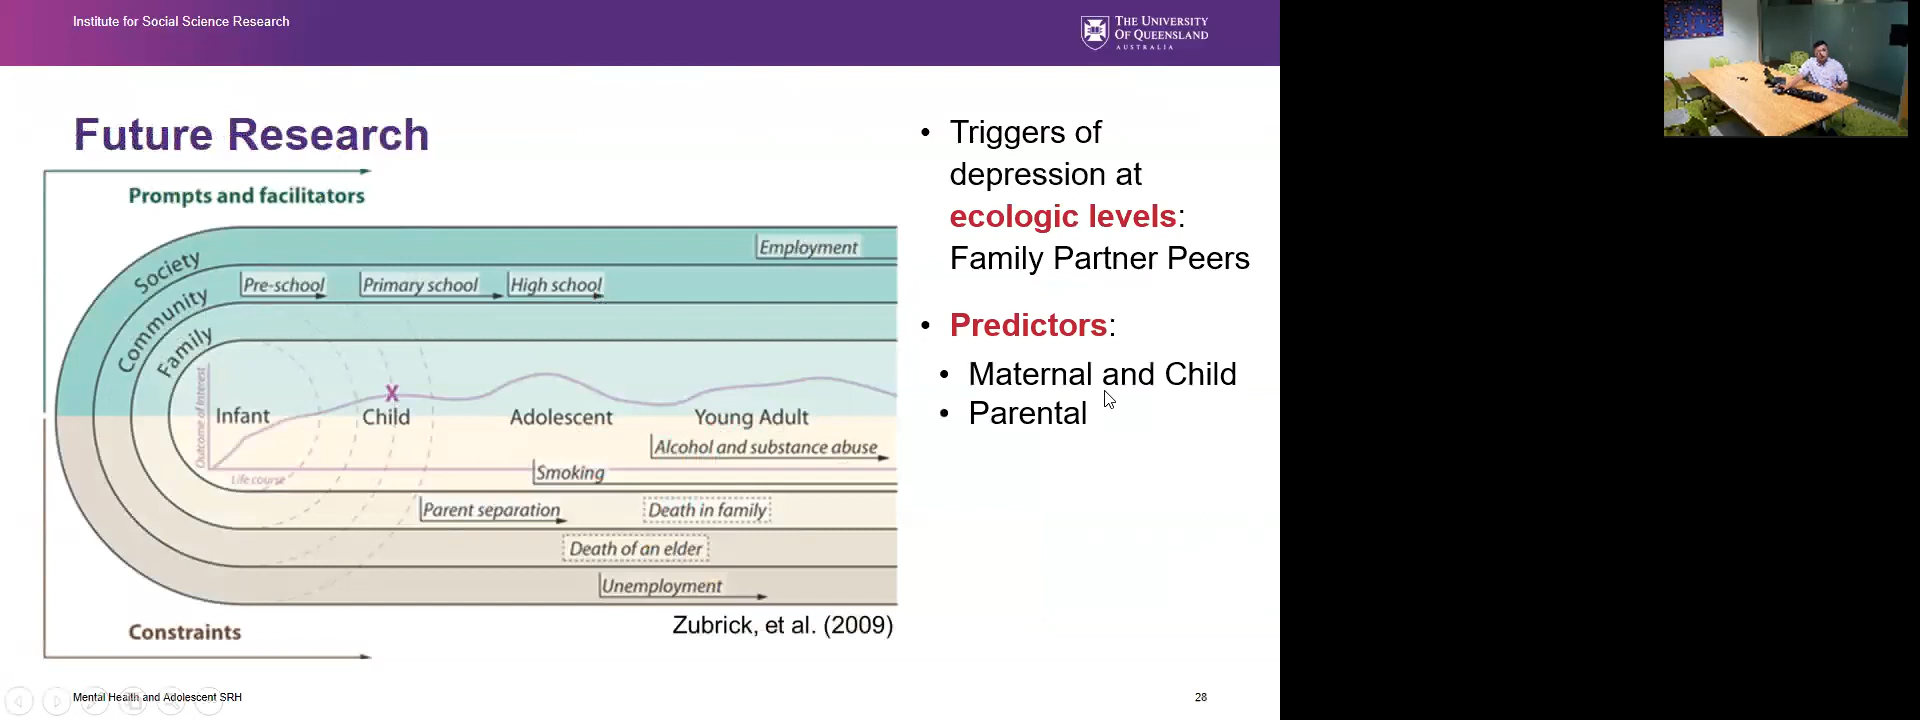 Institute for Social Science Research
THE UNIVERSITY
OF QUEENSLAND
AUSTRALIA
Future Research
Prompts and facilitators
Society
Community
Family
Employment
Pre-school
Primary school
High school
Outcome of Interest
Infant
Child
Adolescent
Young Adult
X
Alcohol and substance abuse
Smoking
Life course
Parent separation
Death in family
Death of an elder
Unemployment
Constraints
Zubrick, et al. (2009)
• Triggers of
depression at
ecologic levels:
Family Partner Peers
• Predictors:
• Maternal and Child
• Parental
Mental Health and Adolescent SRH
28